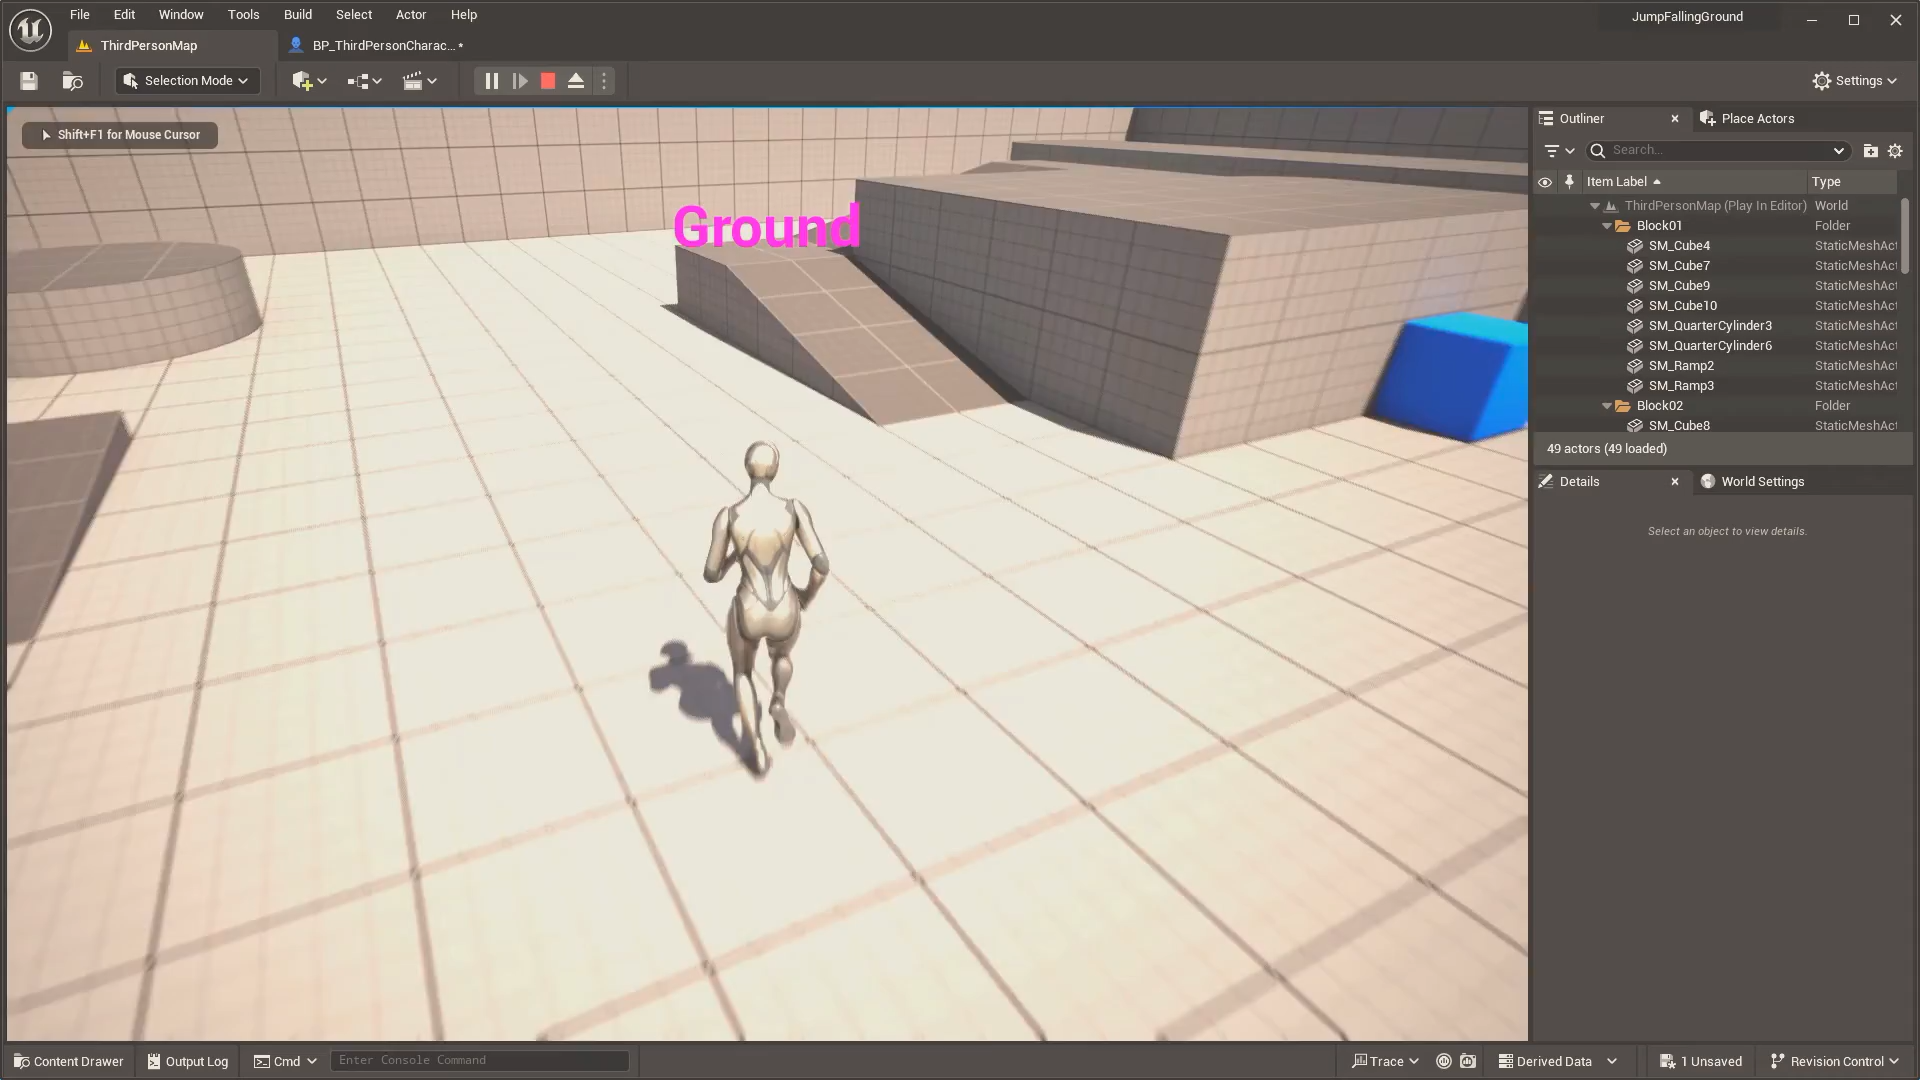 File Edit Window Tools Build Select Actor Help
JumpFallingGround
ThirdPersonMap
BP_ThirdPersonCharac... •
Selection Mode
Settings
Shift+F1 for Mouse Cursor
Ground
Outliner
Place Actors
Search...
Item Label Type
ThirdPersonMap (Play In Editor) World
Block01 Folder
SM_Cube4 StaticMeshAct
SM_Cube7 StaticMeshAct
SM_Cube9 StaticMeshAct
SM_Cube10 StaticMeshAct
SM_QuarterCylinder3 StaticMeshAct
SM_QuarterCylinder6 StaticMeshAct
SM_Ramp2 StaticMeshAct
SM_Ramp3 StaticMeshAct
Block02 Folder
SM_Cube8 StaticMeshAct
49 actors (49 loaded)
Details
World Settings
Select an object to view details.
Content Drawer Output Log Cmd Enter Console Command Trace Derived Data 1 Unsaved Revision Control